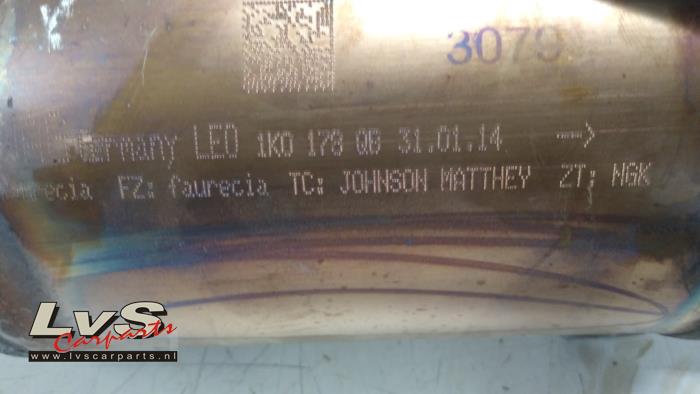 3079
Germany LEO 1K0 178 QB 31.01.14 -->
faurecia FZ: faurecia TC: JOHNSON MATTHEY ZT: NGK
LvS
Carparts
www.lvscarparts.nl